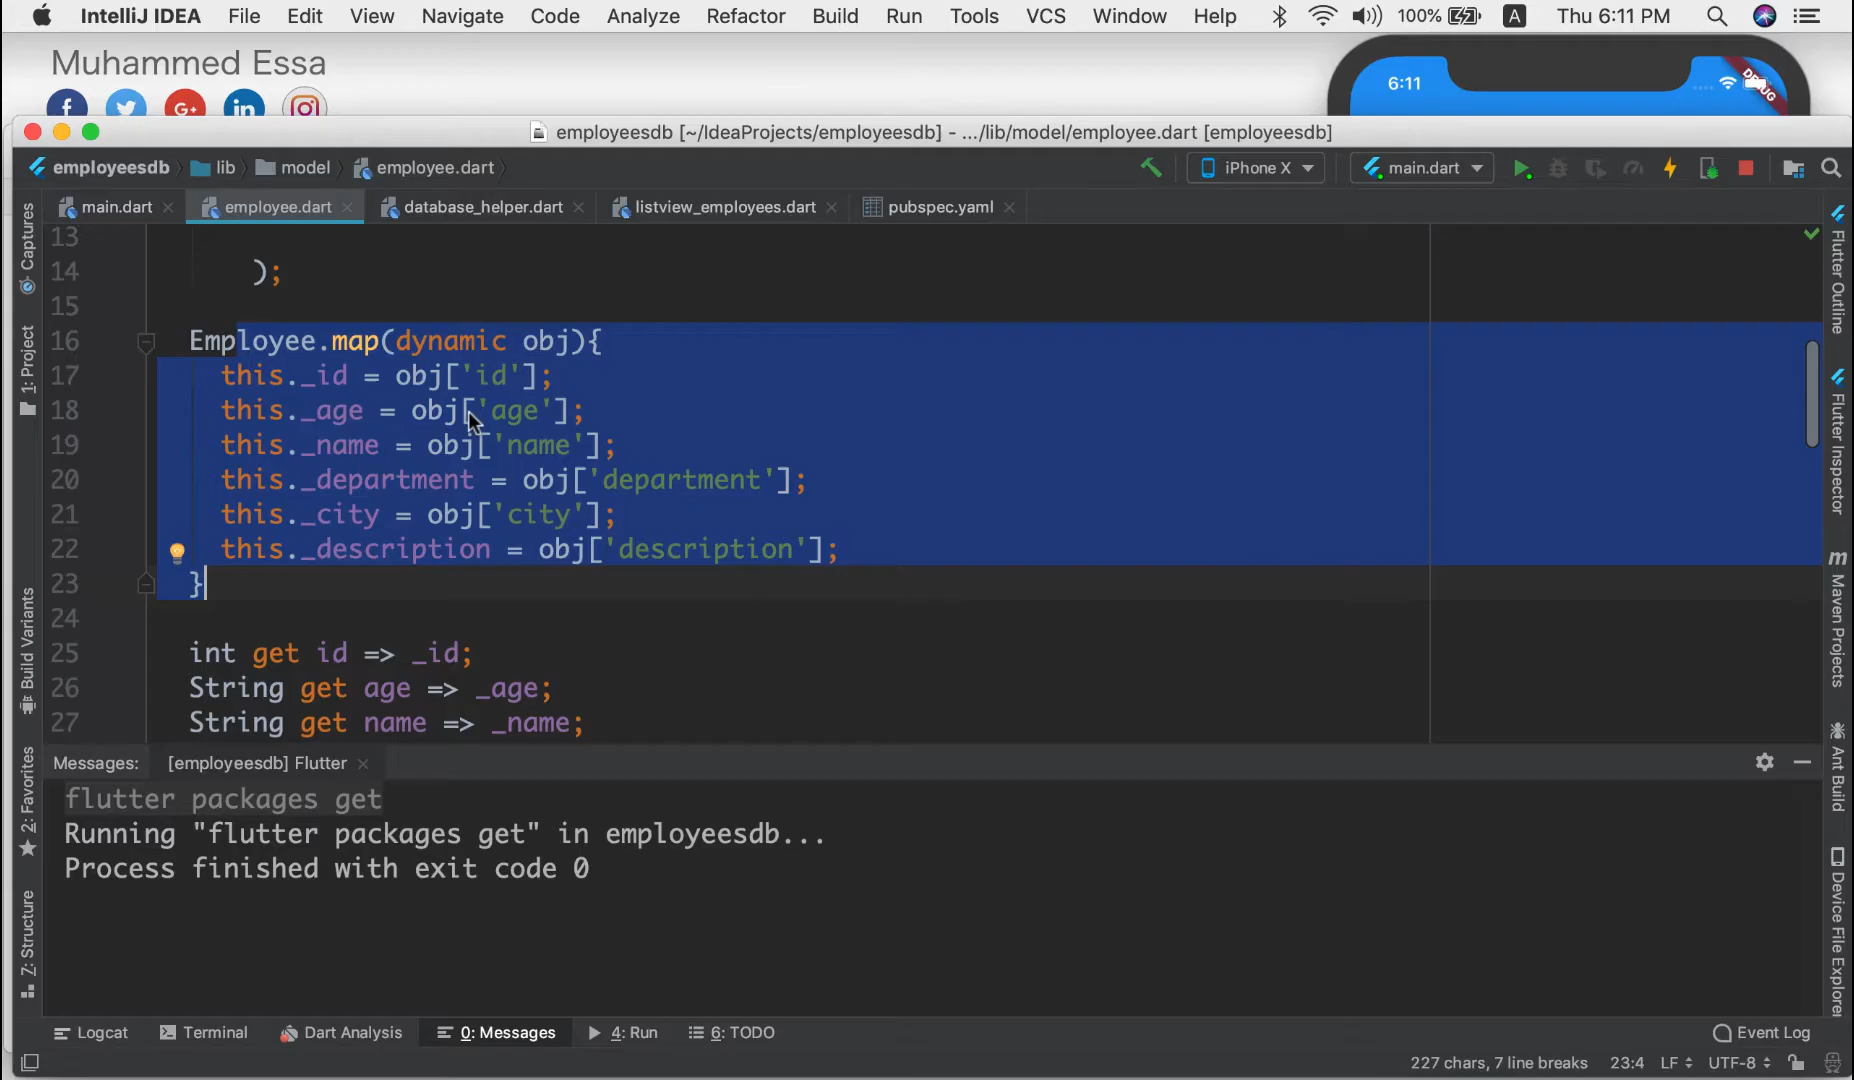 IntelliJ IDEA File Edit View Navigate Code Analyze Refactor Build Run Tools VCS Window Help 100% A Thu 6:11 PM
Muhammed Essa
6:11
DEBUG
f G+ in
employeesdb [~/IdeaProjects/employeesdb] - .../lib/model/employee.dart [employeesdb]
employeesdb lib model employee.dart iPhone X main.dart
main.dart employee.dart database_helper.dart listview_employees.dart pubspec.yaml
Captures
1: Project
Build Variants
2: Favorites
7: Structure
13
14 );
15
16 Employee.map(dynamic obj){
17 this._id = obj['id'];
18 this._age = obj['age'];
19 this._name = obj['name'];
20 this._department = obj['department'];
21 this._city = obj['city'];
22 this._description = obj['description'];
23 }
24
25 int get id => _id;
26 String get age => _age;
27 String get name => _name;
Flutter Outline
Flutter Inspector
m Maven Projects
Ant Build
Device File Explorer
Messages: [employeesdb] Flutter
flutter packages get
Running "flutter packages get" in employeesdb...
Process finished with exit code 0
Logcat Terminal Dart Analysis 0: Messages 4: Run 6: TODO Event Log
227 chars, 7 line breaks 23:4 LF UTF-8